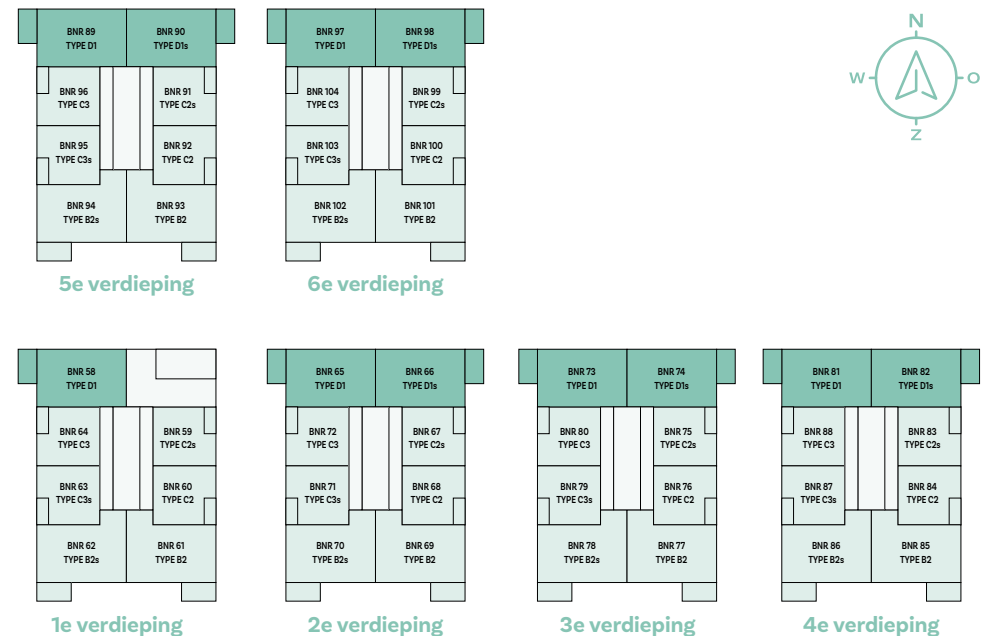 BNR 89
TYPE D1
BNR 90
TYPE D1s
BNR 96
TYPE C3
BNR 91
TYPE C2s
BNR 95
TYPE C3s
BNR 92
TYPE C2
BNR 94
TYPE B2s
BNR 93
TYPE B2
5e verdieping
BNR 97
TYPE D1
BNR 98
TYPE D1s
BNR 104
TYPE C3
BNR 99
TYPE C2s
BNR 103
TYPE C3s
BNR 100
TYPE C2
BNR 102
TYPE B2s
BNR 101
TYPE B2
6e verdieping
N
W
O
Z
BNR 58
TYPE D1
BNR 64
TYPE C3
BNR 59
TYPE C2s
BNR 63
TYPE C3s
BNR 60
TYPE C2
BNR 62
TYPE B2s
BNR 61
TYPE B2
1e verdieping
BNR 65
TYPE D1
BNR 66
TYPE D1s
BNR 72
TYPE C3
BNR 67
TYPE C2s
BNR 71
TYPE C3s
BNR 68
TYPE C2
BNR 70
TYPE B2s
BNR 69
TYPE B2
2e verdieping
BNR 73
TYPE D1
BNR 74
TYPE D1s
BNR 80
TYPE C3
BNR 75
TYPE C2s
BNR 79
TYPE C3s
BNR 76
TYPE C2
BNR 78
TYPE B2s
BNR 77
TYPE B2
3e verdieping
BNR 81
TYPE D1
BNR 82
TYPE D1s
BNR 88
TYPE C3
BNR 83
TYPE C2s
BNR 87
TYPE C3s
BNR 84
TYPE C2
BNR 86
TYPE B2s
BNR 85
TYPE B2
4e verdieping